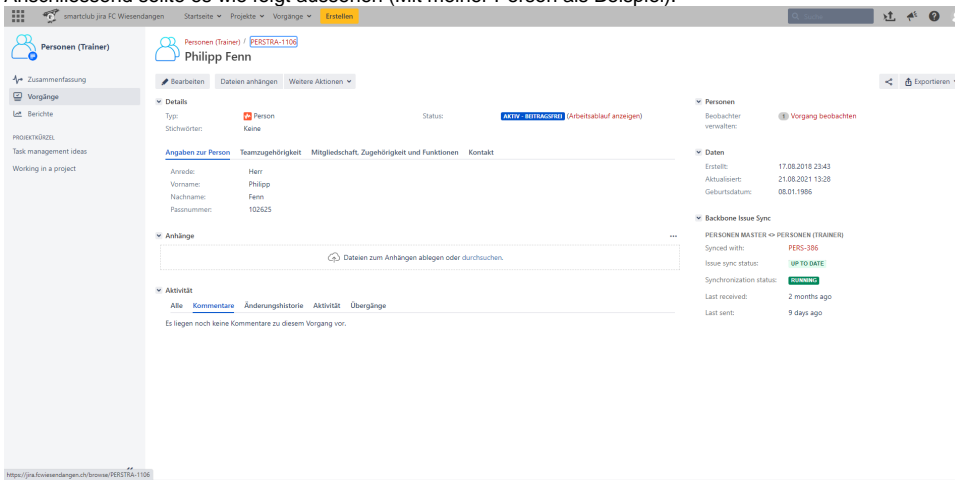 Anschliessend sollte es wie folgt aussehen (Mit meiner Person als Beispiel):
smartclub jira FC Wiesendangen Startseite Projekte Vorgänge Erstellen
Personen (Trainer)
Personen (Trainer) / PERSTRA-1106
Philipp Fenn
Bearbeiten Dateien anhängen Weitere Aktionen Exportieren
Zusammenfassung
Vorgänge
Berichte
PROJEKTKÜRZEL
Task management ideas
Working in a project
Details
Typ: Person Status: AKTIV - BEITRAGSFREI (Arbeitsablauf anzeigen)
Stichwörter: Keine
Angaben zur Person Teamzugehörigkeit Mitgliedschaft, Zugehörigkeit und Funktionen Kontakt
Anrede: Herr
Vorname: Philipp
Nachname: Fenn
Passnummer: 102625
Anhänge
Dateien zum Anhängen ablegen oder durchsuchen.
Aktivität
Alle Kommentare Änderungshistorie Aktivität Übergänge
Es liegen noch keine Kommentare zu diesem Vorgang vor.
Personen
Beobachter 1 Vorgang beobachten
verwalten:
Daten
Erstellt: 17.08.2018 23:43
Aktualisiert: 21.08.2021 13:28
Geburtsdatum: 08.01.1986
Backbone Issue Sync
PERSONEN MASTER <> PERSONEN (TRAINER)
Synced with: PERS-386
Issue sync status: UP TO DATE
Synchronization status: RUNNING
Last received: 2 months ago
Last sent: 9 days ago
https://jira.fcwiesendangen.ch/browse/PERSTRA-1106